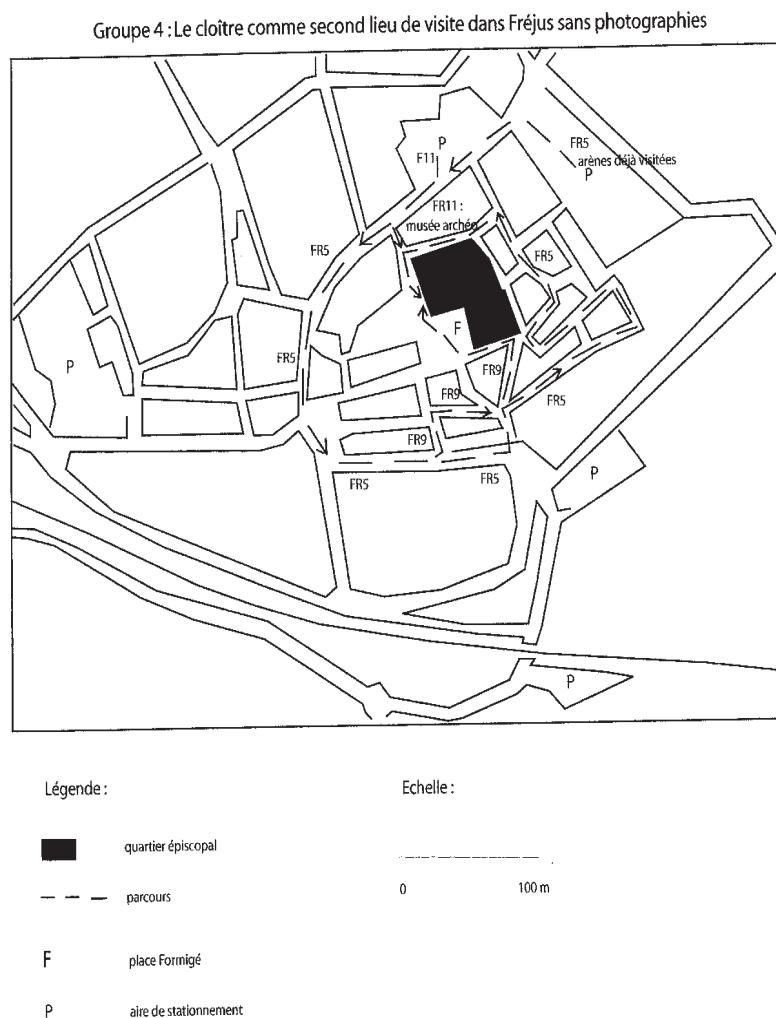 Groupe 4 : Le cloître comme second lieu de visite dans Fréjus sans photographies
P
F11
FR5
arènes déjà visitées
P
FR11 :
musée archéo
FR5
FR5
F
P
FR5
FR9
FR9
FR5
FR9
FR5
FR5
P
P
Légende :
Echelle :
quartier épiscopal
parcours
0
100 m
F
place Formigé
P
aire de stationnement